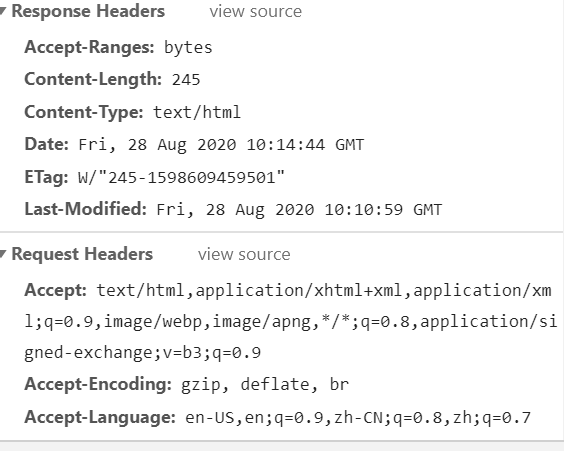 Response Headers view source
Accept-Ranges: bytes
Content-Length: 245
Content-Type: text/html
Date: Fri, 28 Aug 2020 10:14:44 GMT
ETag: W/"245-1598609459501"
Last-Modified: Fri, 28 Aug 2020 10:10:59 GMT
Request Headers view source
Accept: text/html,application/xhtml+xml,application/xm
l;q=0.9,image/webp,image/apng,*/*;q=0.8,application/si
gned-exchange;v=b3;q=0.9
Accept-Encoding: gzip, deflate, br
Accept-Language: en-US,en;q=0.9,zh-CN;q=0.8,zh;q=0.7